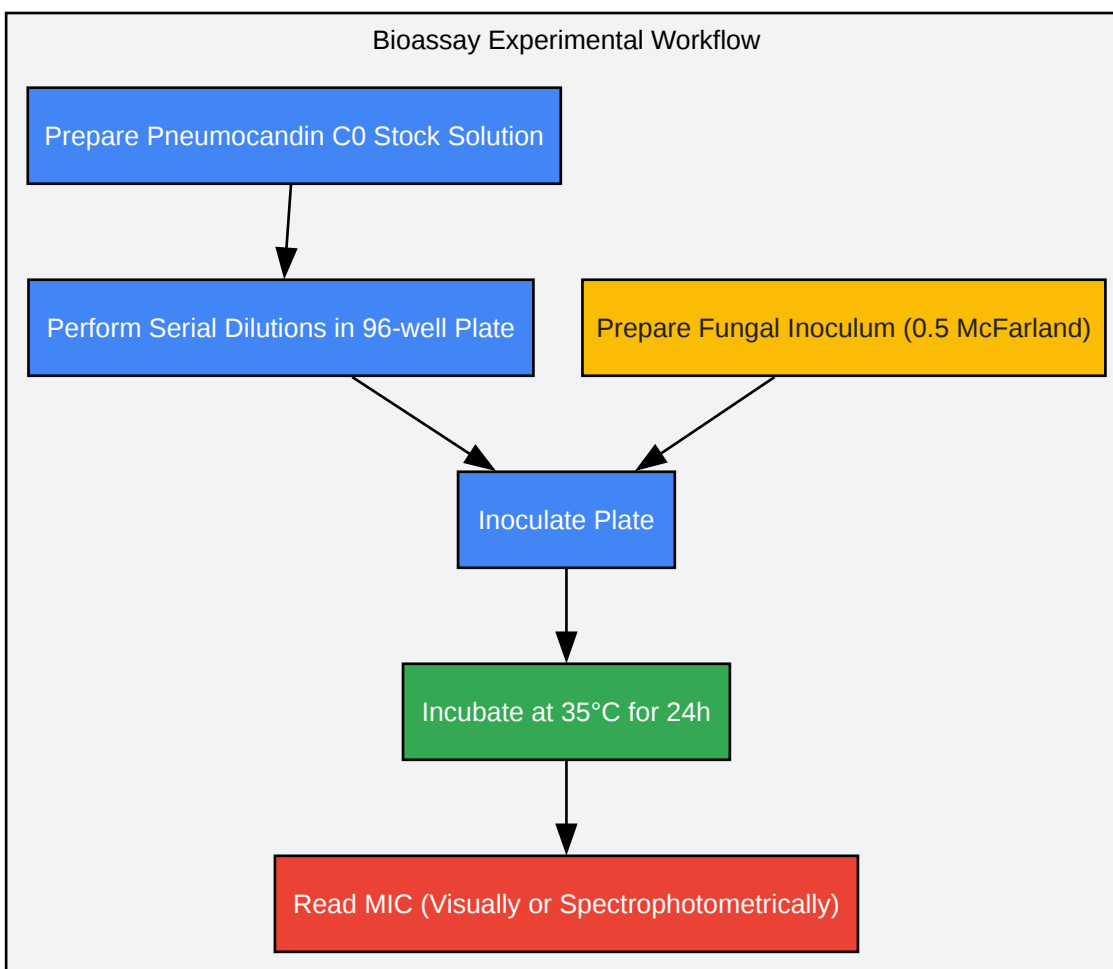 Bioassay Experimental Workflow
Prepare Pneumocandin C0 Stock Solution
Perform Serial Dilutions in 96-well Plate
Prepare Fungal Inoculum (0.5 McFarland)
Inoculate Plate
Incubate at 35°C for 24h
Read MIC (Visually or Spectrophotometrically)